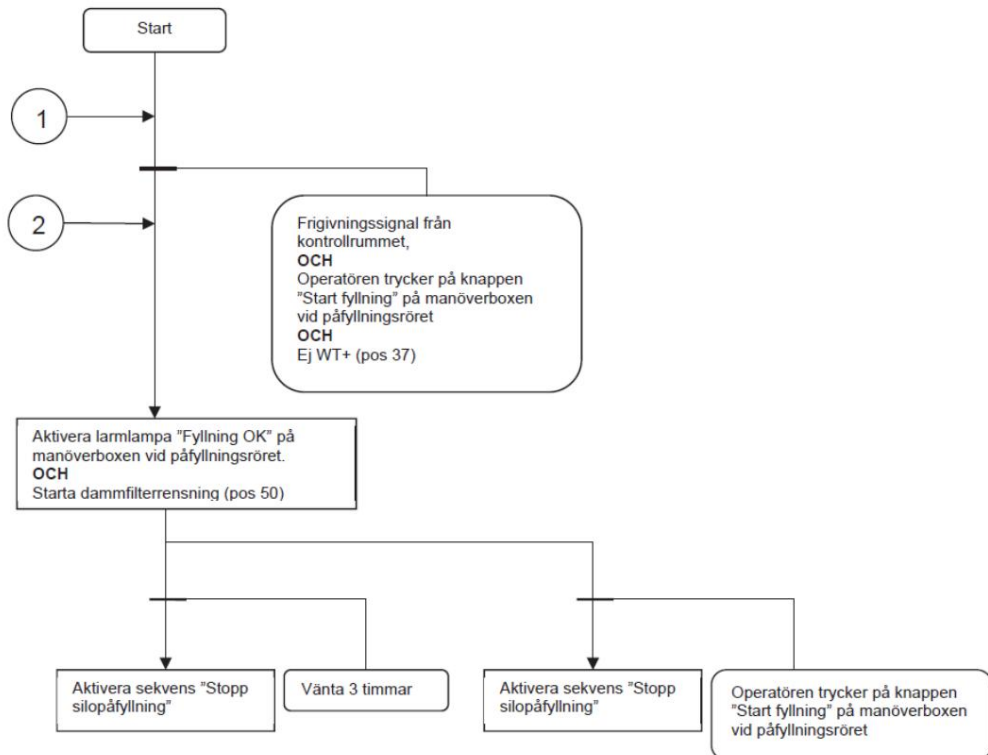 Start
1
2
Frigivningssignal från
kontrollrummet,
OCH
Operatören trycker på knappen
"Start fyllning" på manöverboxen
vid påfyllningsröret
OCH
Ej WT+ (pos 37)
Aktivera larmlampa "Fyllning OK" på
manöverboxen vid påfyllningsröret.
OCH
Starta dammfilterrensning (pos 50)
Aktivera sekvens "Stopp
silopåfyllning"
Vänta 3 timmar
Aktivera sekvens "Stopp
silopåfyllning"
Operatören trycker på knappen
"Start fyllning" på manöverboxen
vid påfyllningsröret